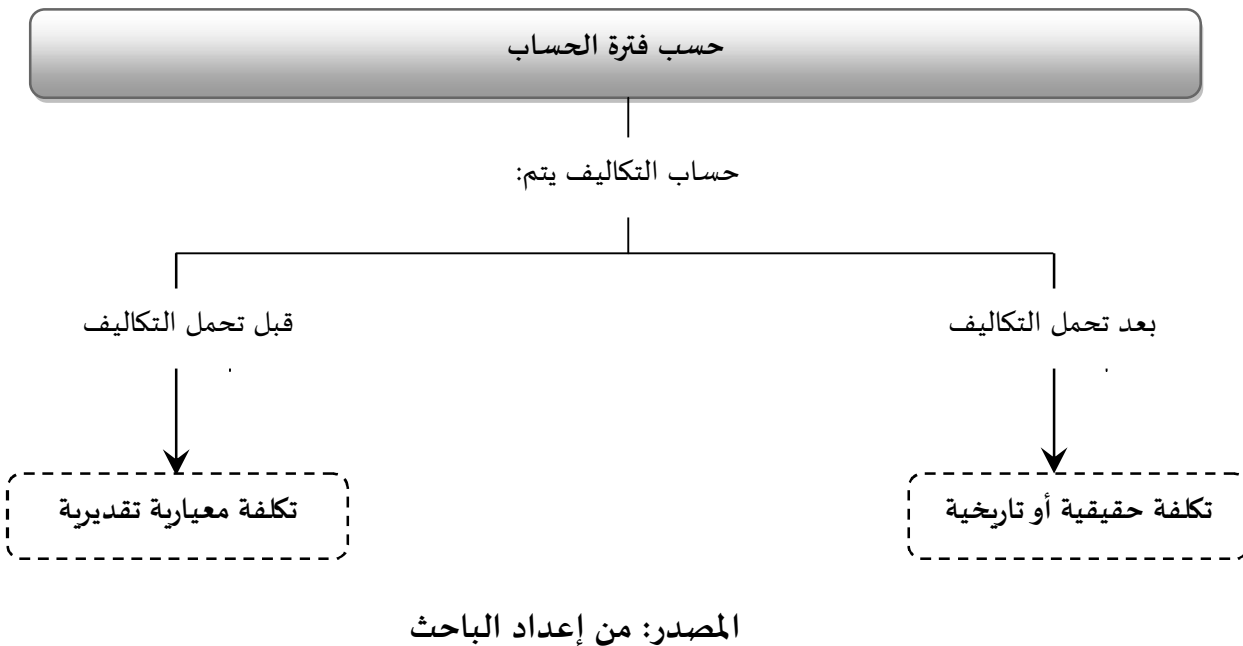 حسب فترة الحساب
حساب التكاليف يتم:
بعد تحمل التكاليف
قبل تحمل التكاليف
تكلفة حقيقية أو تاريخية
تكلفة معيارية تقديرية
المصدر: من إعداد الباحث